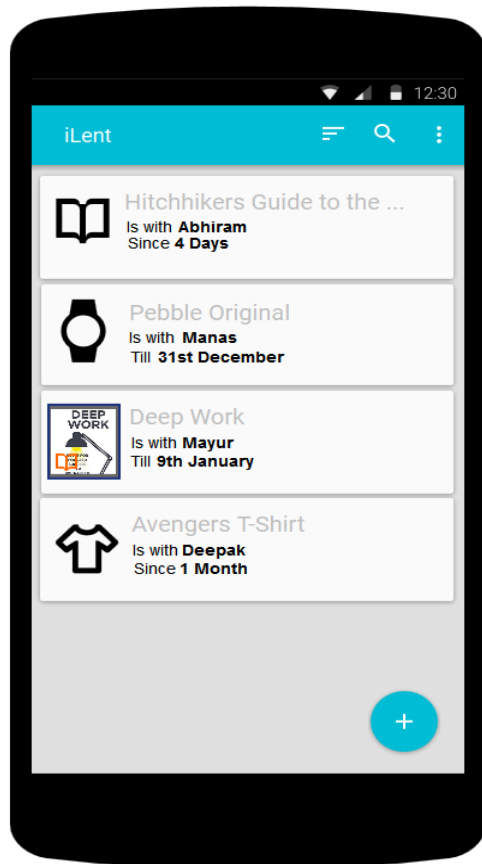 12:30
iLent
Hitchhikers Guide to the ...
Is with Abhiram
Since 4 Days
Pebble Original
Is with Manas
Till 31st December
DEEP
WORK
Deep Work
Is with Mayur
Till 9th January
Avengers T-Shirt
Is with Deepak
Since 1 Month
+